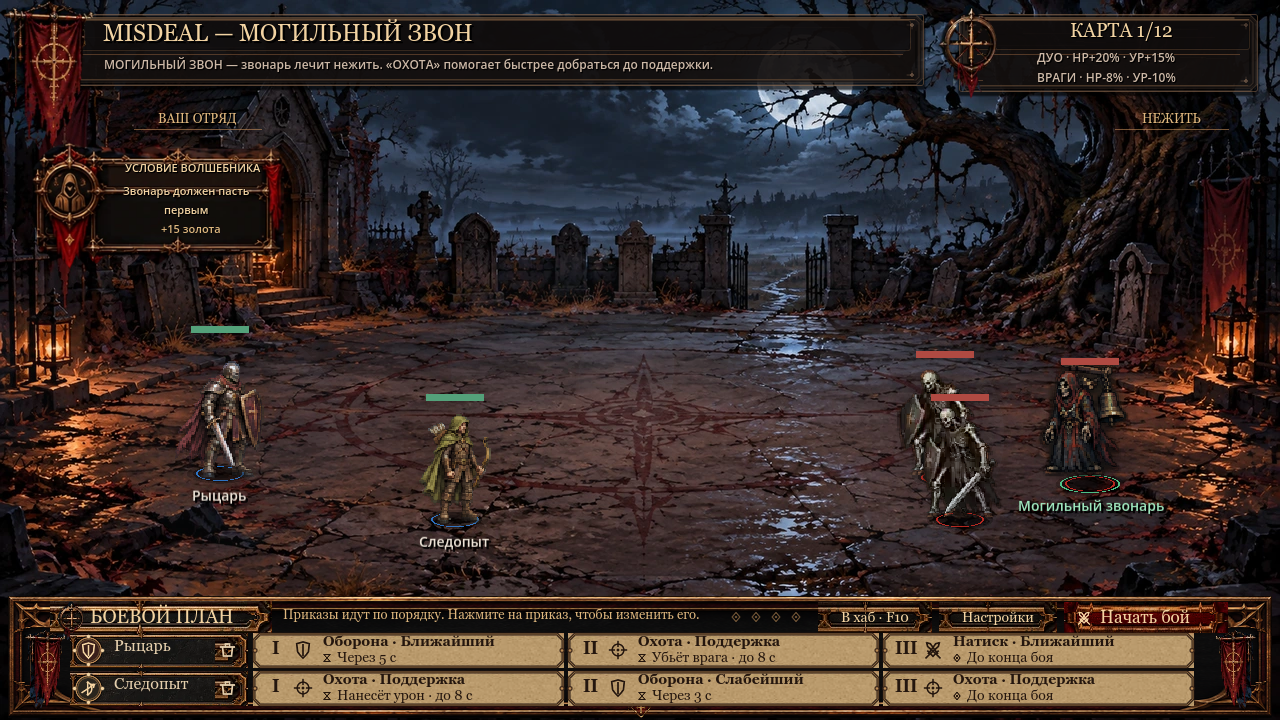 MISDEAL — МОГИЛЬНЫЙ ЗВОН
МОГИЛЬНЫЙ ЗВОН — звонарь лечит нежить. «ОХОТА» помогает быстрее добраться до поддержки.
КАРТА 1/12
ДУО · HP+20% · УР+15%
ВРАГИ · HP-8% · УР-10%
ВАШ ОТРЯД
НЕЖИТЬ
УСЛОВИЕ ВОЛШЕБНИКА
Звонарь должен пасть
первым
+15 золота
Рыцарь
Следопыт
Могильный звонарь
БОЕВОЙ ПЛАН
Приказы идут по порядку. Нажмите на приказ, чтобы изменить его.
В хаб · F10
Настройки
Начать бой
Рыцарь
I Оборона · Ближайший
Через 5 с
II Охота · Поддержка
Убьёт врага · до 8 с
III Натиск · Ближайший
До конца боя
Следопыт
I Охота · Поддержка
Нанесёт урон · до 8 с
II Оборона · Слабейший
Через 3 с
III Охота · Поддержка
До конца боя